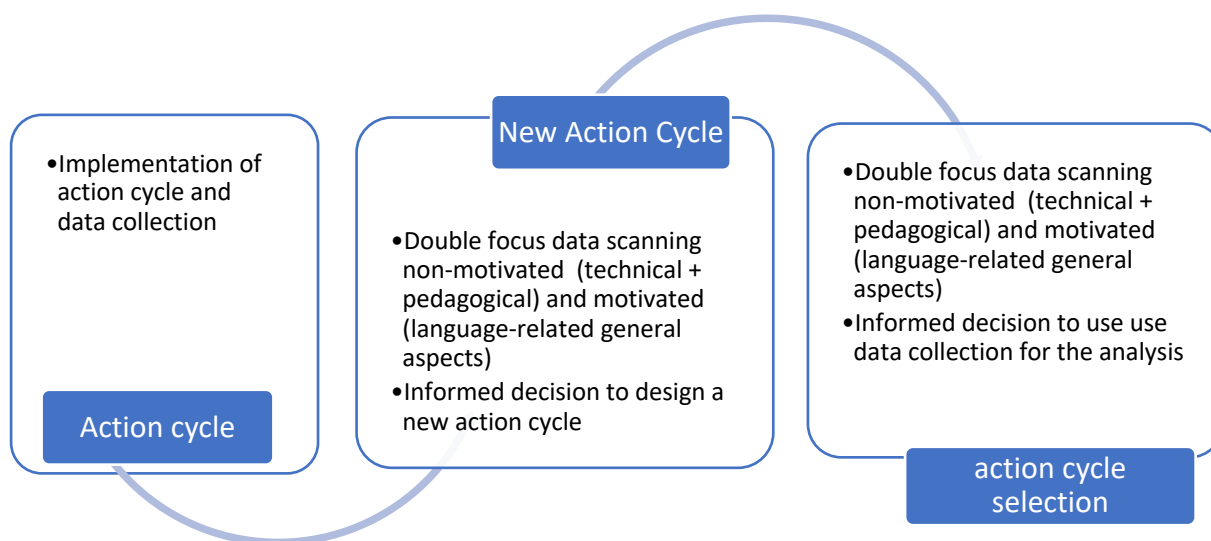 •Implementation of
action cycle and
data collection
Action cycle
New Action Cycle
•Double focus data scanning
non-motivated  (technical +
pedagogical) and motivated
(language-related general
aspects)
•Informed decision to design a
new action cycle
•Double focus data scanning
non-motivated  (technical +
pedagogical) and motivated
(language-related general
aspects)
•Informed decision to use use
data collection for the analysis
action cycle
selection